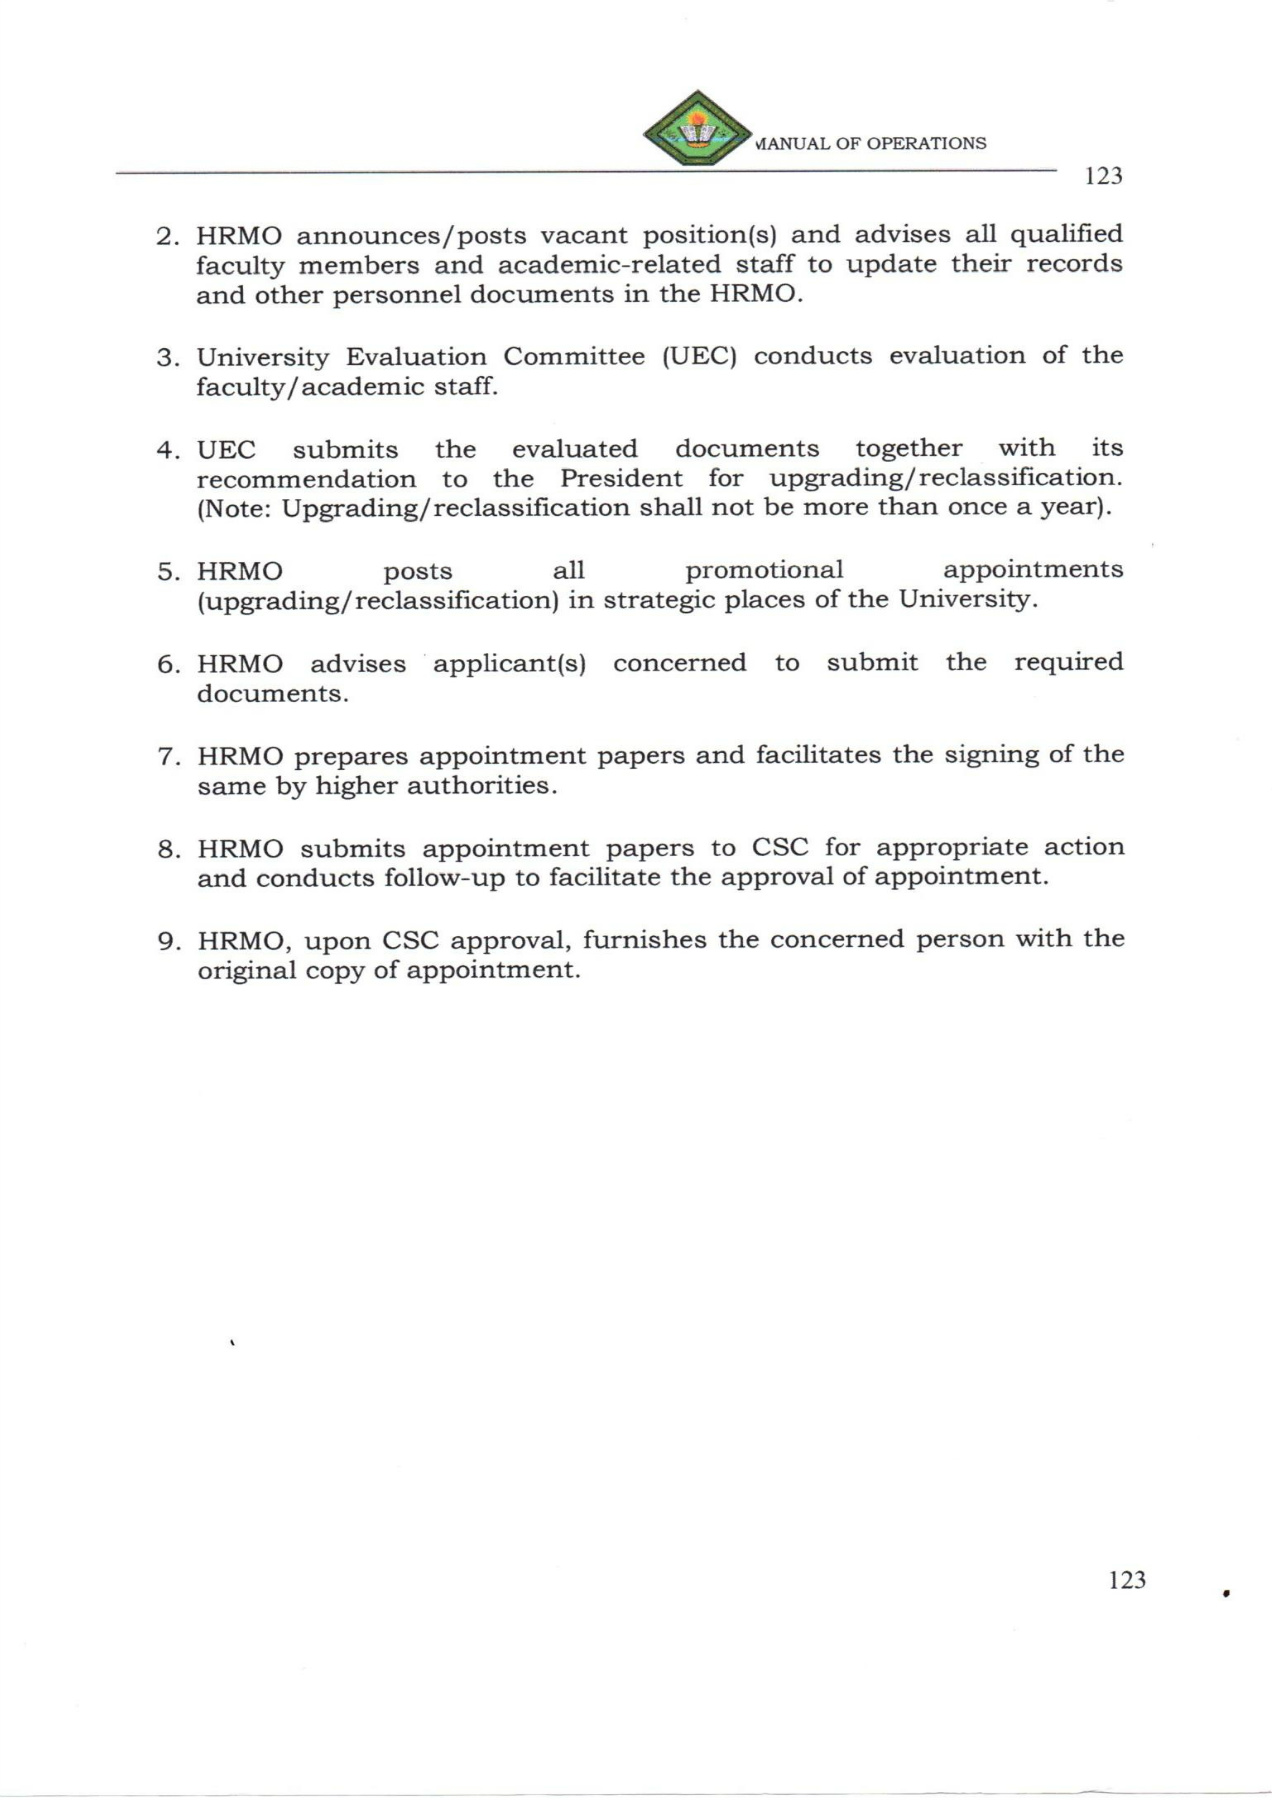 MANUAL OF OPERATIONS
123
2. HRMO announces/posts vacant position(s) and advises all qualified
faculty members and academic-related staff to update their records
and other personnel documents in the HRMO.
3. University Evaluation Committee (UEC) conducts evaluation of the
faculty/academic staff.
4. UEC submits the evaluated documents together with its
recommendation to the President for upgrading/reclassification.
(Note: Upgrading/reclassification shall not be more than once a year).
5. HRMO posts all promotional appointments
(upgrading/reclassification) in strategic places of the University.
6. HRMO advises applicant(s) concerned to submit the required
documents.
7. HRMO prepares appointment papers and facilitates the signing of the
same by higher authorities.
8. HRMO submits appointment papers to CSC for appropriate action
and conducts follow-up to facilitate the approval of appointment.
9. HRMO, upon CSC approval, furnishes the concerned person with the
original copy of appointment.
123